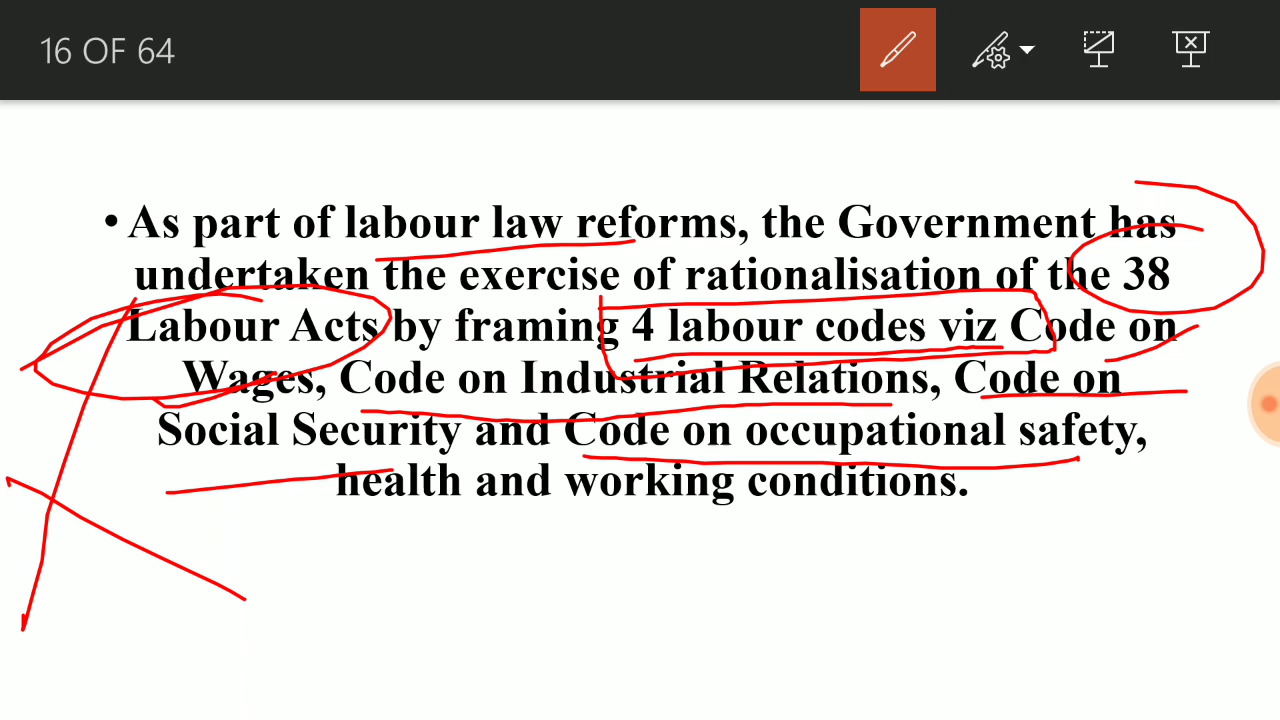 16 OF 64
• As part of labour law reforms, the Government has
undertaken the exercise of rationalisation of the 38
Labour Acts by framing 4 labour codes viz Code on
Wages, Code on Industrial Relations, Code on
Social Security and Code on occupational safety,
health and working conditions.